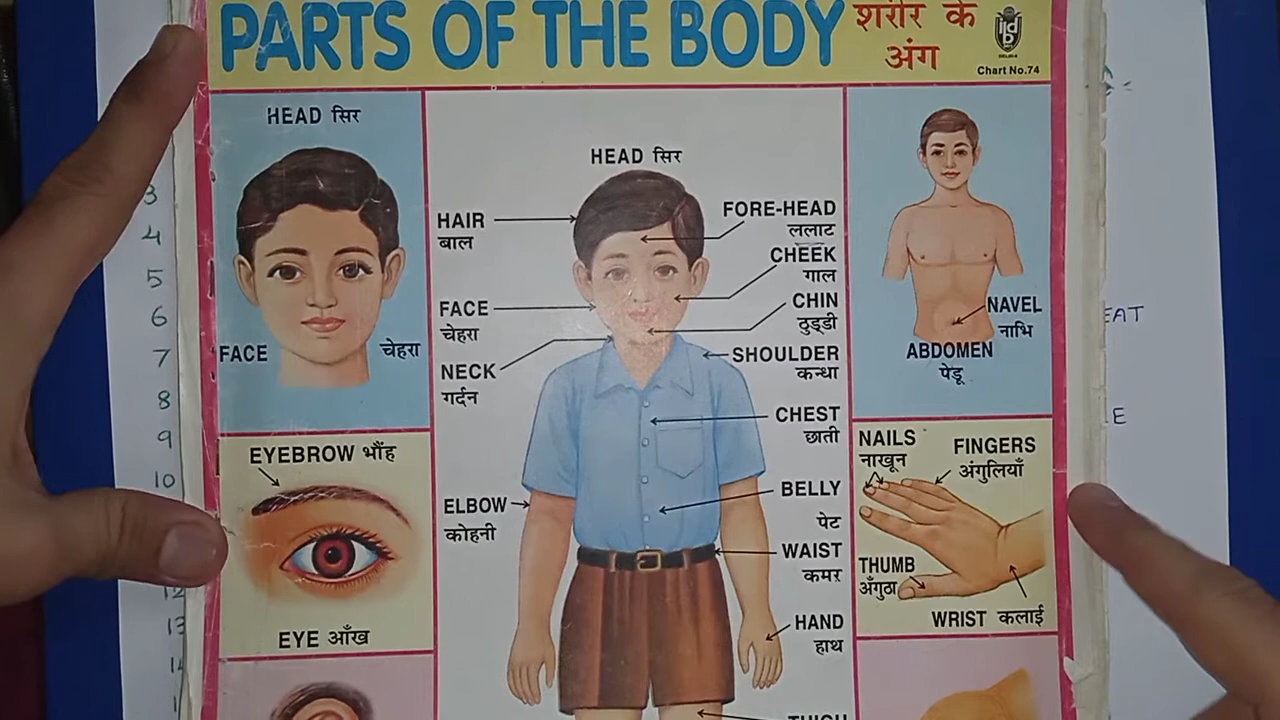 PARTS OF THE BODY
शरीर के
अंग
Chart No.74
HEAD सिर
FACE
चेहरा
EYEBROW भौंह
EYE आँख
HEAD सिर
HAIR
बाल
FACE
चेहरा
NECK
गर्दन
ELBOW
कोहनी
FORE-HEAD
ललाट
CHEEK
गाल
CHIN
ठुड्डी
SHOULDER
कन्धा
CHEST
छाती
BELLY
पेट
WAIST
कमर
HAND
हाथ
THIGH
NAVEL
नाभि
ABDOMEN
पेडू
NAILS
नाखून
FINGERS
अंगुलियाँ
THUMB
अँगुठा
WRIST कलाई
3
4
5
6
7
8
9
10
12
13
EAT